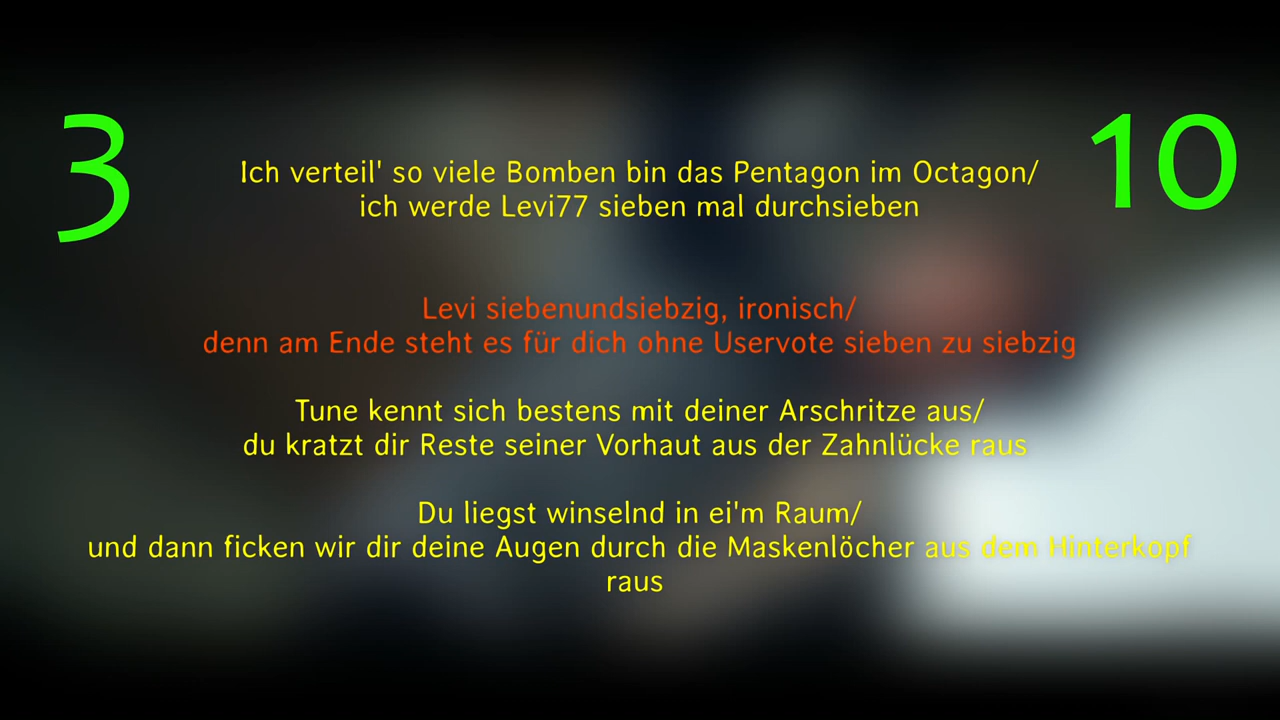 3
10
Ich verteil' so viele Bomben bin das Pentagon im Octagon/
ich werde Levi77 sieben mal durchsieben
Levi siebenundsiebzig, ironisch/
denn am Ende steht es für dich ohne Uservote sieben zu siebzig
Tune kennt sich bestens mit deiner Arschritze aus/
du kratzt dir Reste seiner Vorhaut aus der Zahnlücke raus
Du liegst winselnd in ei'm Raum/
und dann ficken wir dir deine Augen durch die Maskenlöcher aus dem Hinterkopf
raus